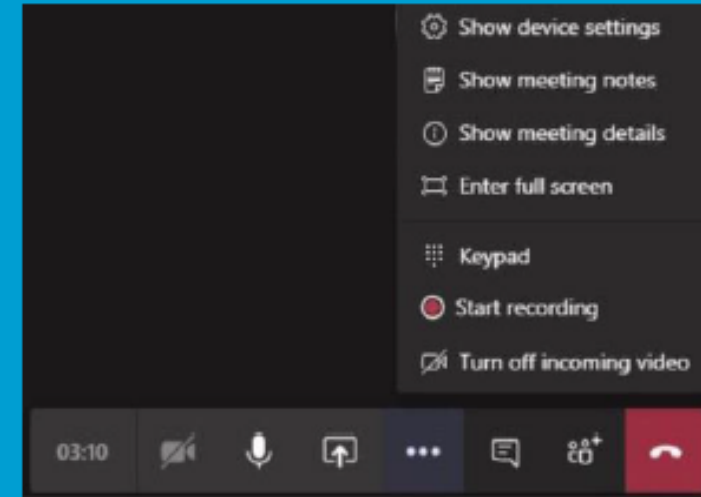 Show device settings
Show meeting notes
Show meeting details
Enter full screen
Keypad
Start recording
Turn off incoming video
03:10